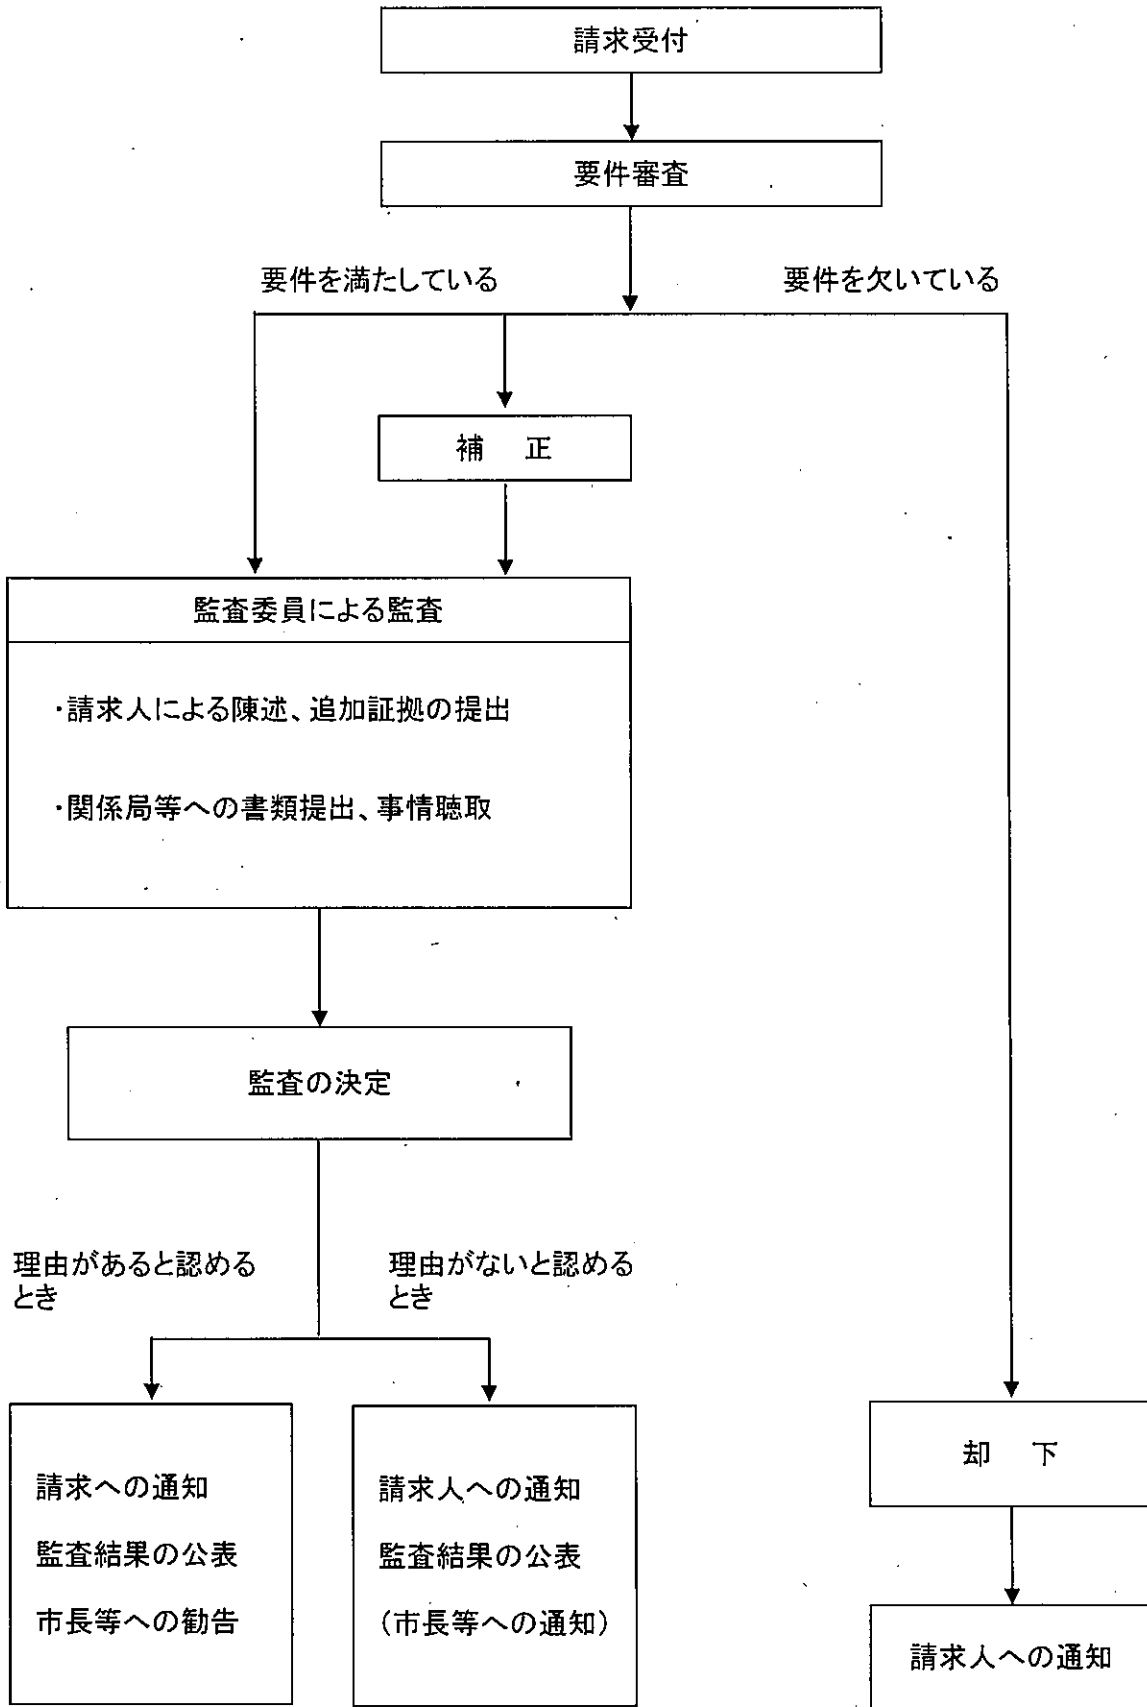 請求受付
要件審査
要件を満たしている
要件を欠いている
補　正
監査委員による監査
・請求人による陳述、追加証拠の提出
・関係局等への書類提出、事情聴取
監査の決定
理由があると認める
とき
理由がないと認める
とき
請求への通知
監査結果の公表
市長等への勧告
請求人への通知
監査結果の公表
（市長等への通知）
却　下
請求人への通知